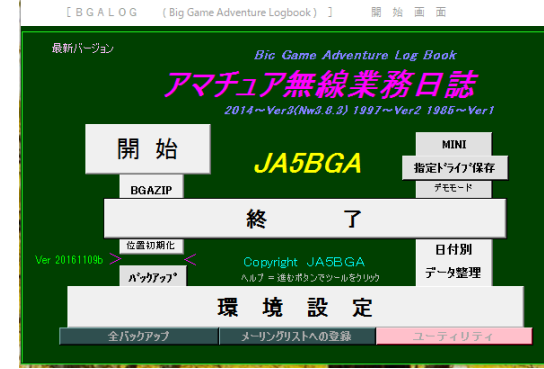 [ BGALOG　( Big Game Adventure Logbook )　]　開 始 画 面
最新バージョン
Bic Game Adventure Log Book
アマチュア無線業務日誌
2014～Ver3(Nw3.8.3) 1997～Ver2 1985～Ver1
開 始
JA5BGA
MINI
指定ﾄﾞﾗｲﾌﾞ保存
BGAZIP
ﾃﾞﾓﾓｰﾄﾞ
終 了
位置初期化
Ver 20161109b > <
Copyright JA5BGA
日付別
データ整理
ﾊﾞｯｸｱｯﾌﾟ
ヘルプ = 進むボタンでツールをクリック
環 境 設 定
全バックアップ
メーリングリストへの登録
ユーティリティ